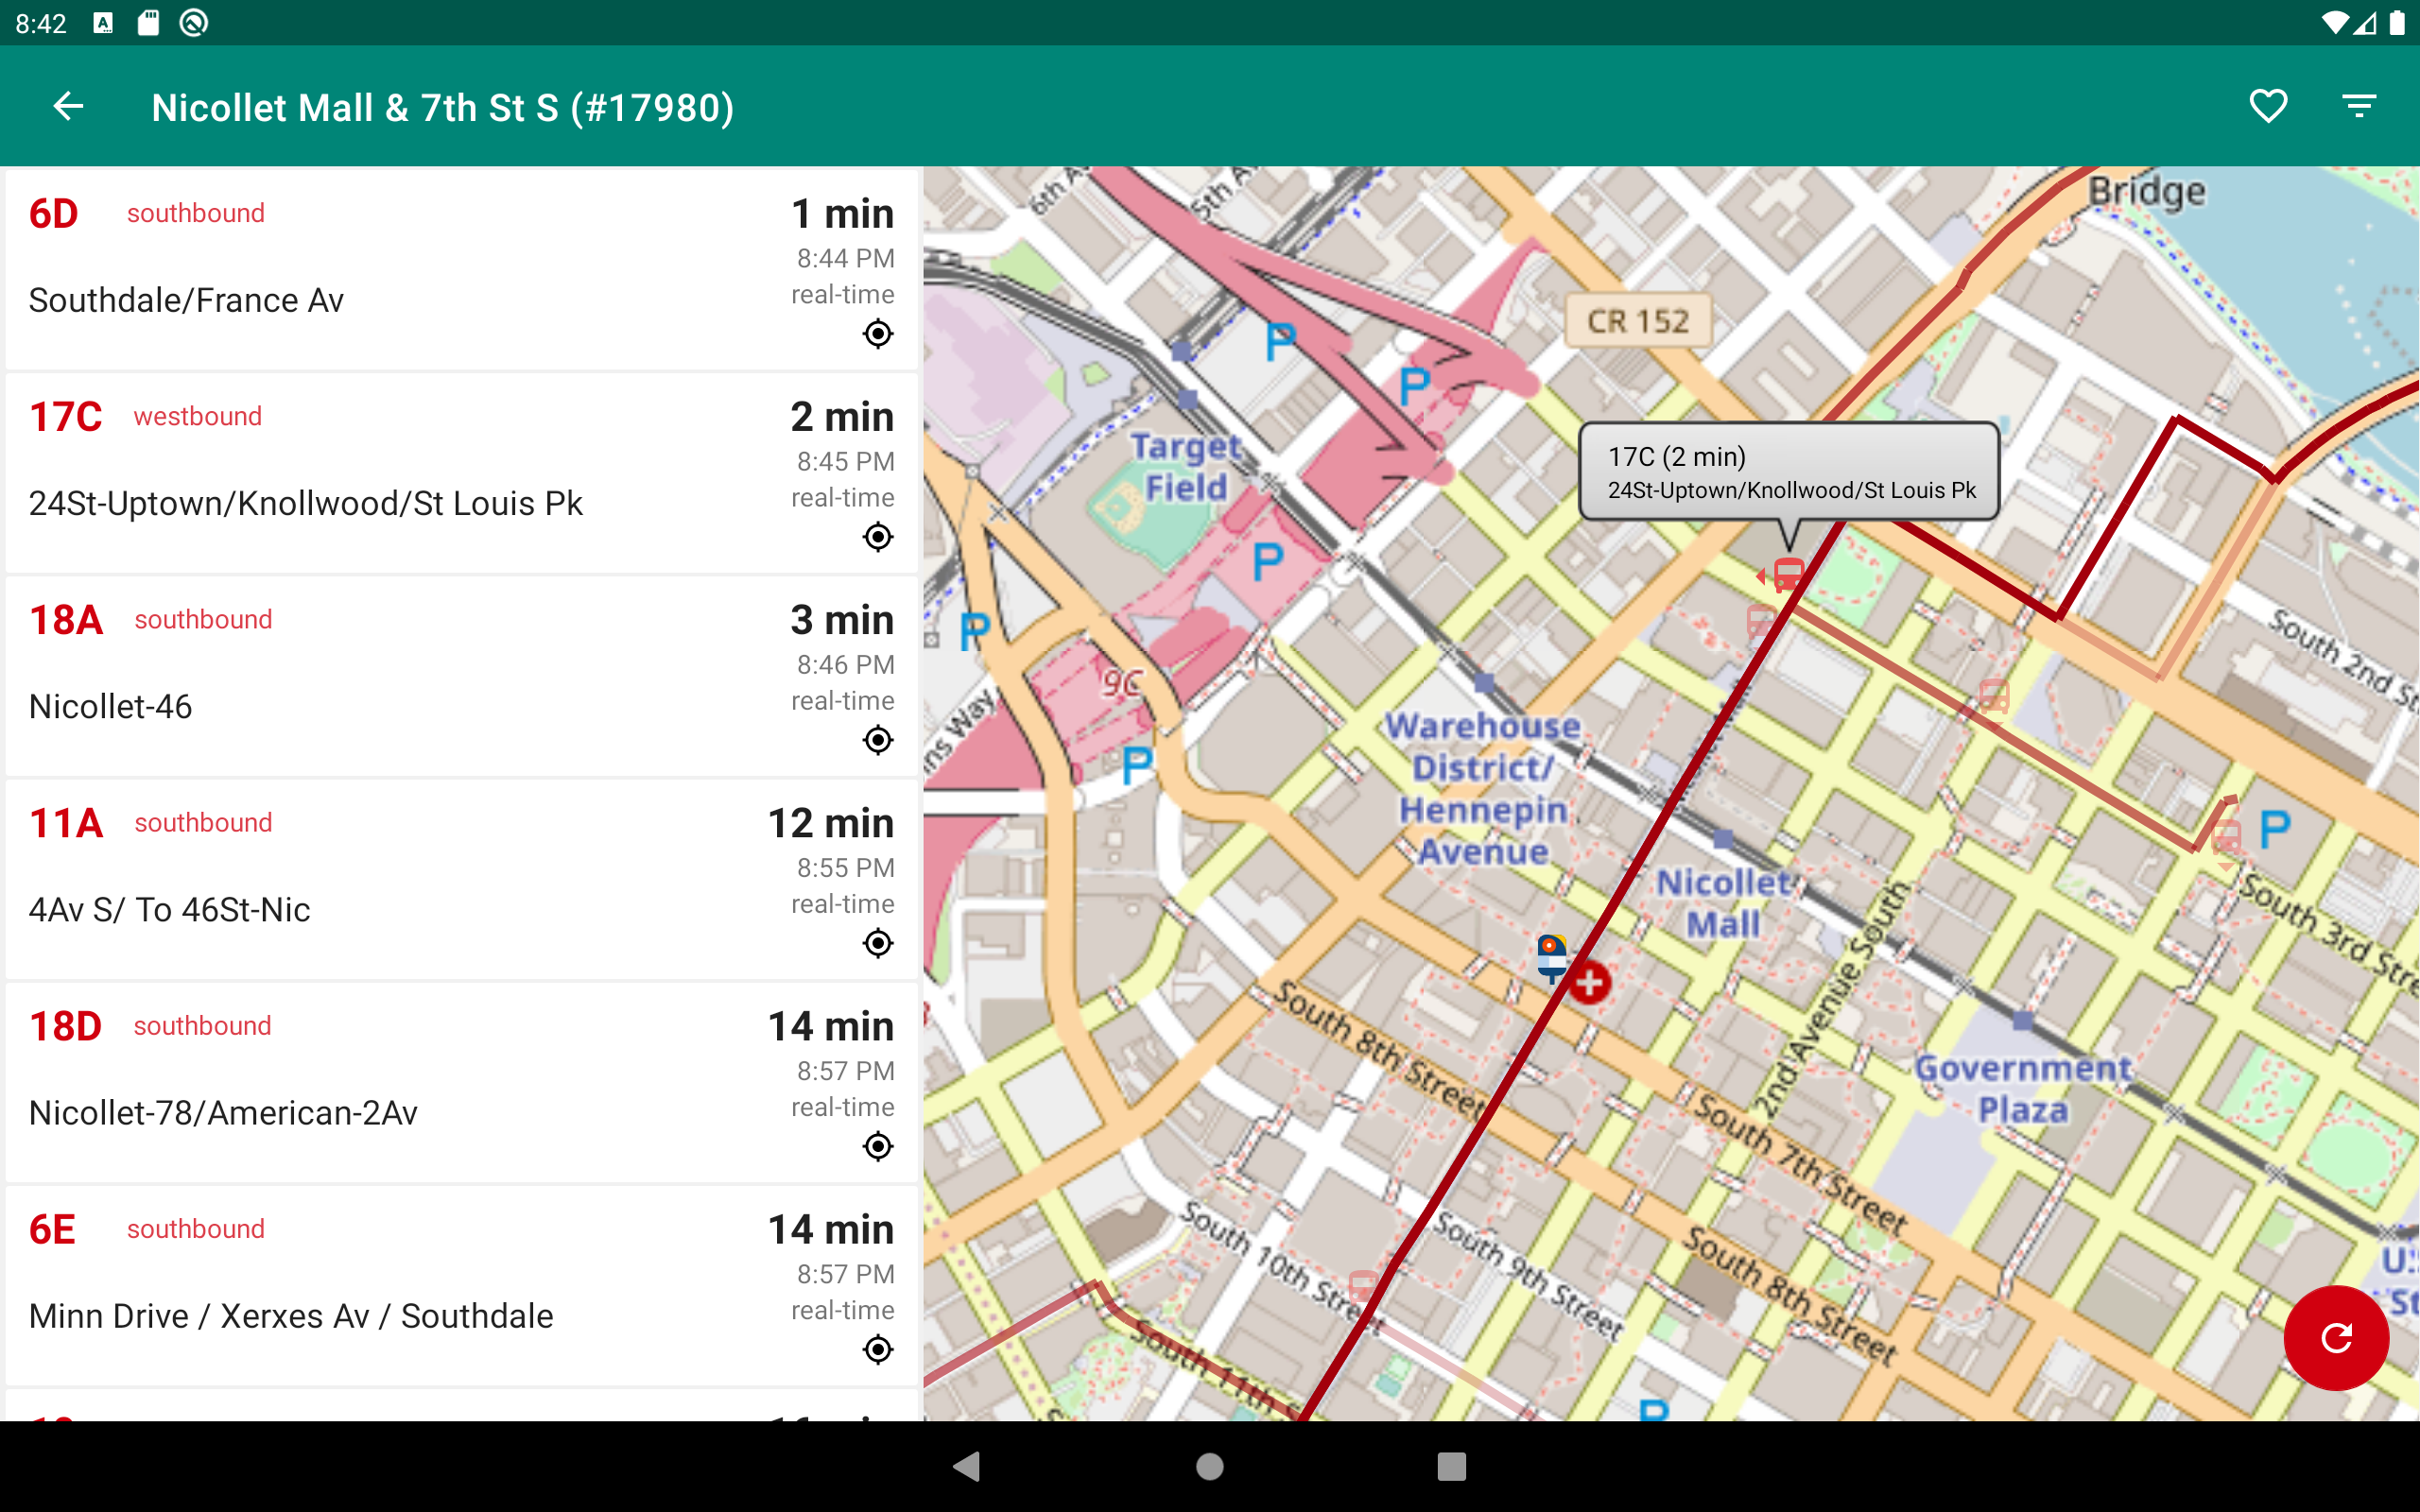 8:42
Nicollet Mall & 7th St S (#17980)
6D southbound 1 min
8:44 PM
real-time
Southdale/France Av
17C westbound 2 min
8:45 PM
real-time
24St-Uptown/Knollwood/St Louis Pk
18A southbound 3 min
8:46 PM
real-time
Nicollet-46
11A southbound 12 min
8:55 PM
real-time
4Av S/ To 46St-Nic
18D southbound 14 min
8:57 PM
real-time
Nicollet-78/American-2Av
6E southbound 14 min
8:57 PM
real-time
Minn Drive / Xerxes Av / Southdale
6th Av
5th Av
Bridge
CR 152
P
P
Target
Field
17C (2 min)
24St-Uptown/Knollwood/St Louis Pk
P
P
9C
South 2nd St
Warehouse
District/
Hennepin
Avenue
P
P
Nicollet
Mall
2nd Avenue South
South 3rd Stre
South 8th Street
South 7th Street
Government
Plaza
South 10th Street
South 9th Street
South 8th Street
South 11th
P